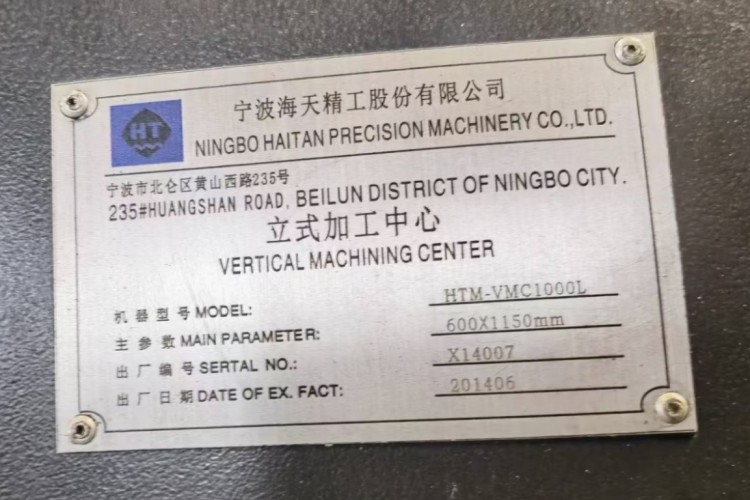 HT
宁波海天精工股份有限公司
NINGBO HAITAN PRECISION MACHINERY CO.,LTD.
宁波市北仑区黄山西路235号
235#HUANGSHAN ROAD, BEILUN DISTRICT OF NINGBO CITY.
立式加工中心
VERTICAL MACHINING CENTER
机器型号 MODEL: HTM-VMC1000L
主参数 MAIN PARAMETER: 600X1150mm
出厂编号 SERTAL NO.: X14007
出厂日期 DATE OF EX. FACT: 201406